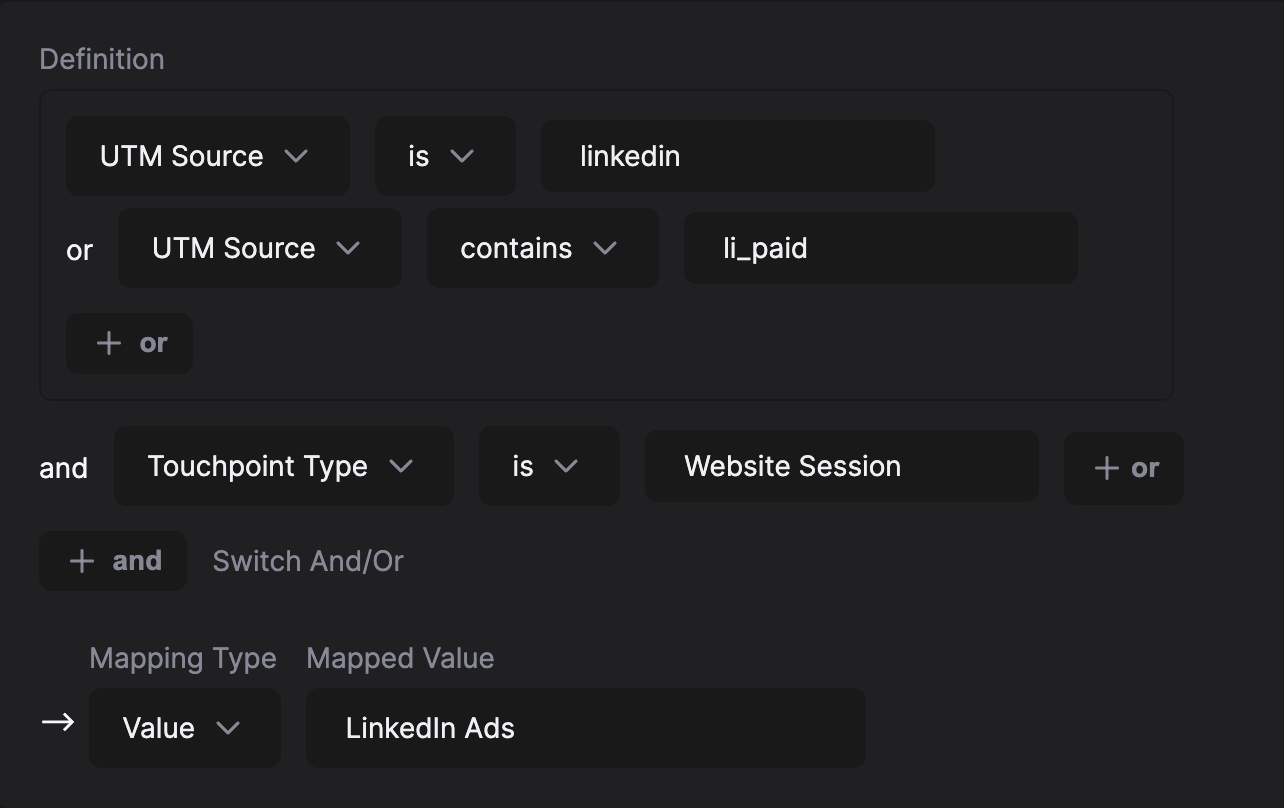 Definition
UTM Source is linkedin
or UTM Source contains li_paid
+ or
and Touchpoint Type is Website Session + or
+ and Switch And/Or
Mapping Type Mapped Value
→ Value LinkedIn Ads